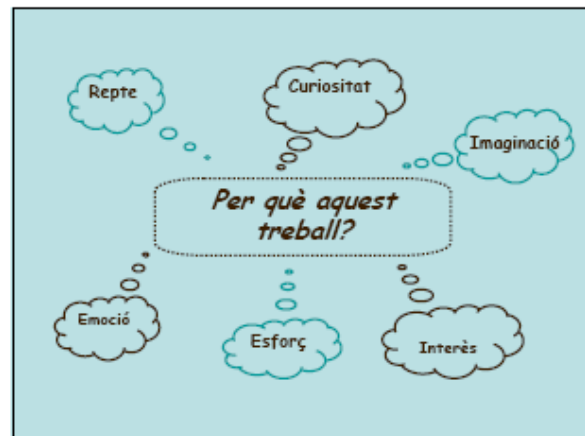 Repte
Curiositat
Imaginació
Per què aquest
treball?
Emoció
Esforç
Interès